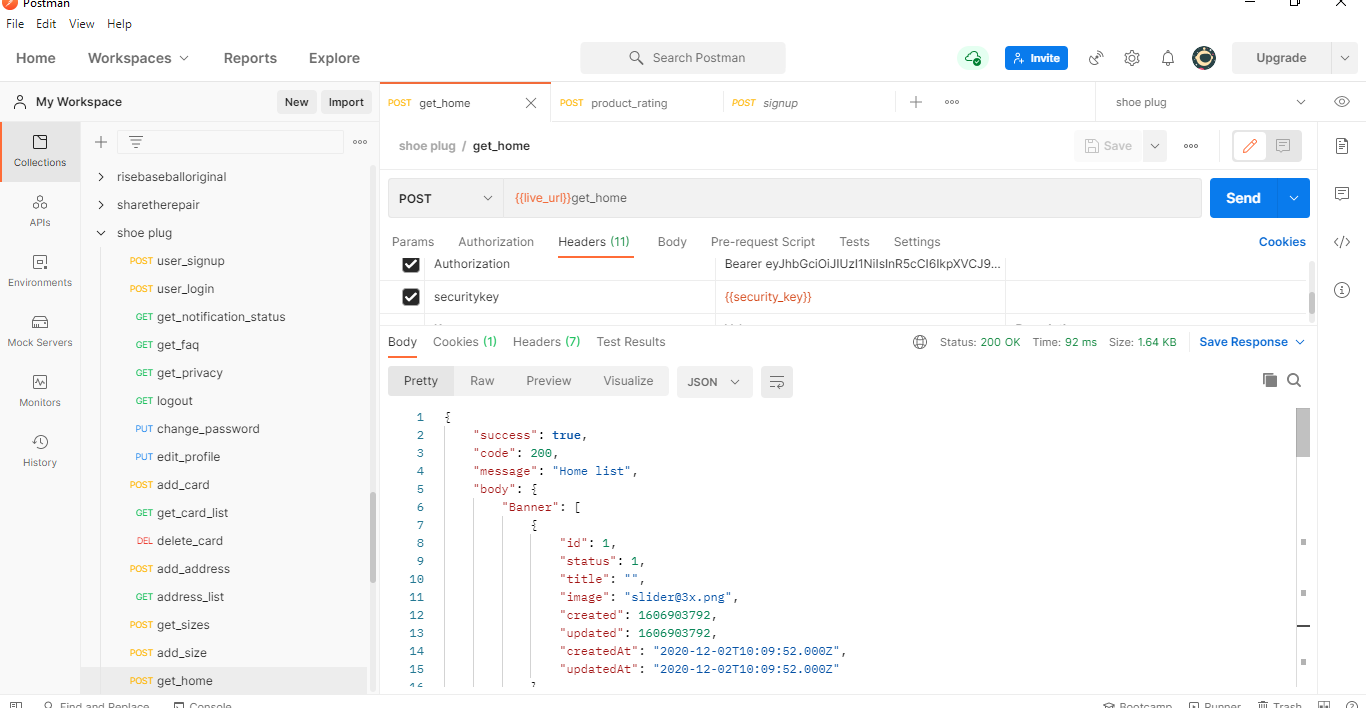 Postman
File Edit View Help
Home Workspaces Reports Explore Search Postman Invite Upgrade
My Workspace New Import
POST get_home POST product_rating POST signup shoe plug
Collections
APIs
Environments
Mock Servers
Monitors
History
risebaseballoriginal
sharetherepair
shoe plug
POST user_signup
POST user_login
GET get_notification_status
GET get_faq
GET get_privacy
GET logout
PUT change_password
PUT edit_profile
POST add_card
GET get_card_list
DEL delete_card
POST add_address
GET address_list
POST get_sizes
POST add_size
POST get_home
shoe plug / get_home Save
POST {{live_url}}get_home Send
Params Authorization Headers (11) Body Pre-request Script Tests Settings Cookies
Authorization Bearer eyJhbGciOiJIUzI1NiIsInR5cCI6IkpXVCJ9...
securitykey {{security_key}}
Body Cookies (1) Headers (7) Test Results Status: 200 OK Time: 92 ms Size: 1.64 KB Save Response
Pretty Raw Preview Visualize JSON
1 {
2 "success": true,
3 "code": 200,
4 "message": "Home list",
5 "body": {
6 "Banner": [
7 {
8 "id": 1,
9 "status": 1,
10 "title": "",
11 "image": "slider@3x.png",
12 "created": 1606903792,
13 "updated": 1606903792,
14 "createdAt": "2020-12-02T10:09:52.000Z",
15 "updatedAt": "2020-12-02T10:09:52.000Z"
16 }
Find and Replace Console Bootcamp Runner Trash